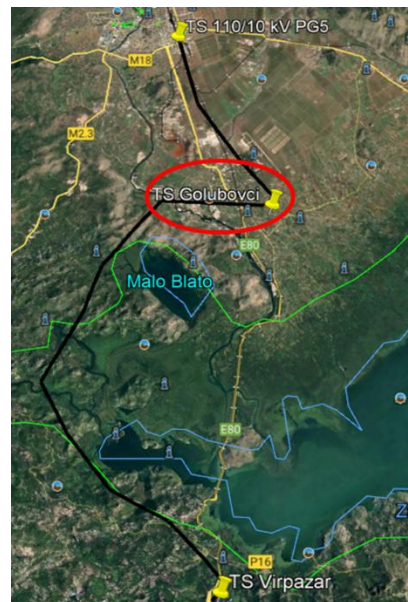 TS 110/10 kV PG5
M18
M2.3
TS Golubovci
E80
Malo Blato
E80
Z
P16
TS Virpazar